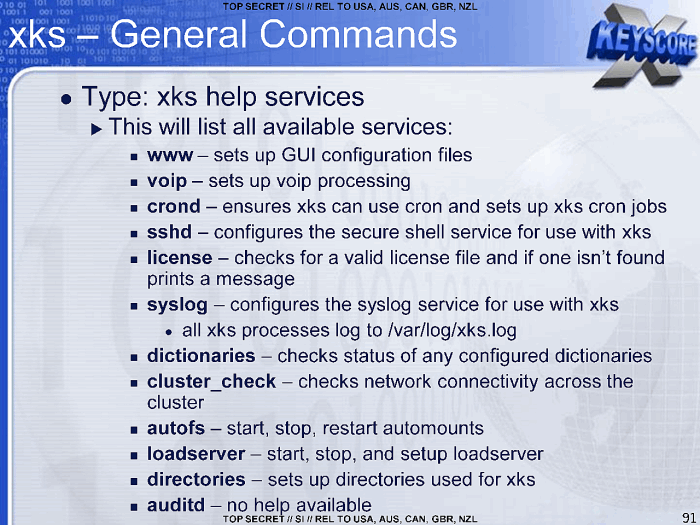 TOP SECRET // SI // REL TO USA, AUS, CAN, GBR, NZL
xks – General Commands
KEYSCORE
X
● Type: xks help services
▶ This will list all available services:
■ www – sets up GUI configuration files
■ voip – sets up voip processing
■ crond – ensures xks can use cron and sets up xks cron jobs
■ sshd – configures the secure shell service for use with xks
■ license – checks for a valid license file and if one isn’t found
prints a message
■ syslog – configures the syslog service for use with xks
● all xks processes log to /var/log/xks.log
■ dictionaries – checks status of any configured dictionaries
■ cluster_check – checks network connectivity across the
cluster
■ autofs – start, stop, restart automounts
■ loadserver – start, stop, and setup loadserver
■ directories – sets up directories used for xks
■ auditd – no help available
TOP SECRET // SI // REL TO USA, AUS, CAN, GBR, NZL
91